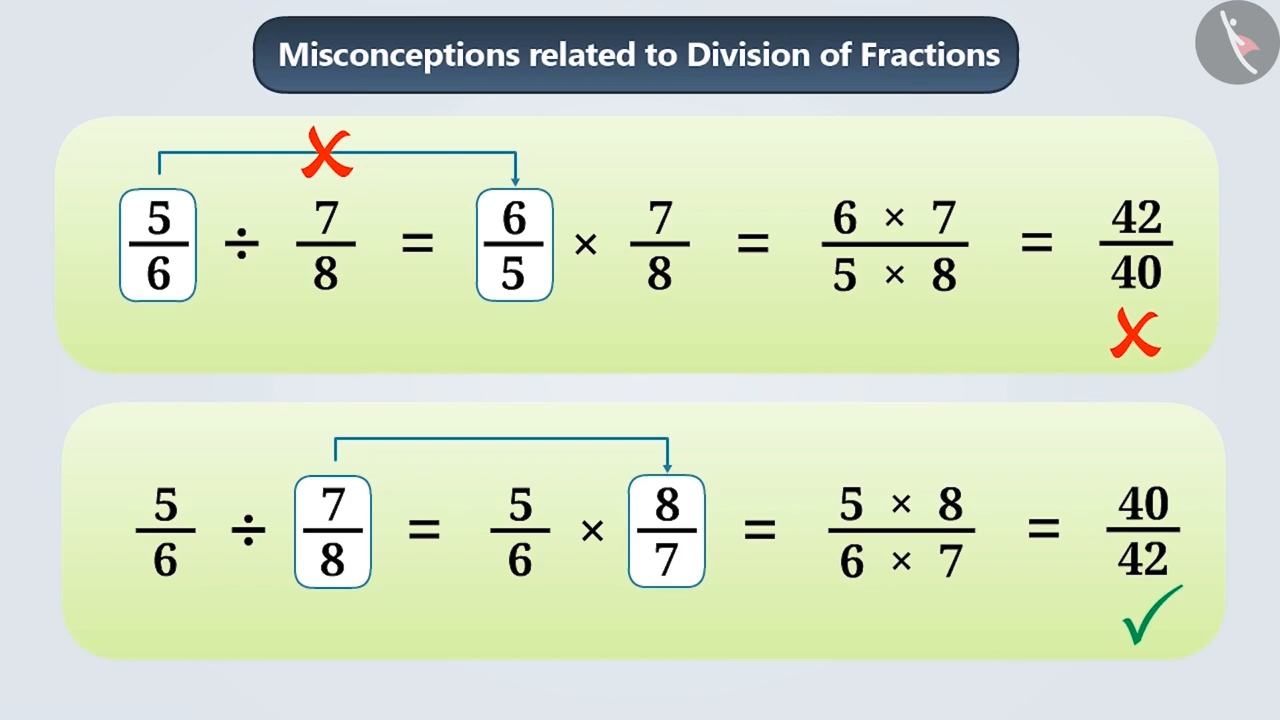 Misconceptions related to Division of Fractions
5/6 ÷ 7/8 = 6/5 × 7/8 = (6 × 7)/(5 × 8) = 42/40
5/6 ÷ 7/8 = 5/6 × 8/7 = (5 × 8)/(6 × 7) = 40/42